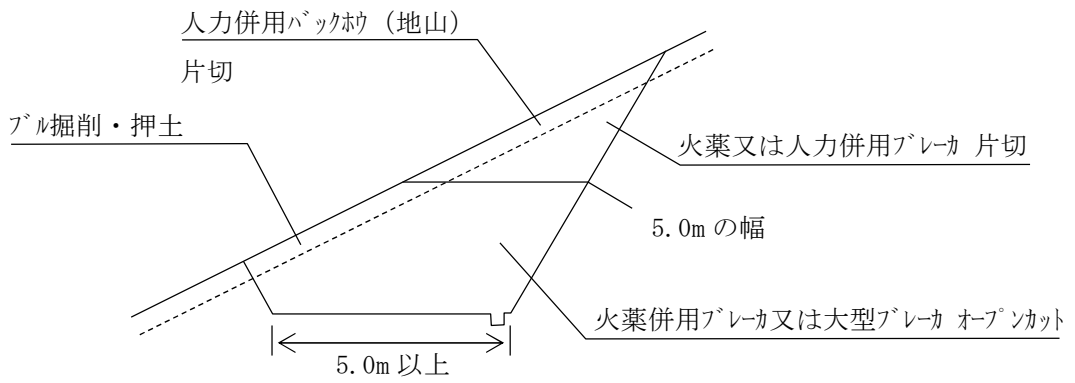 人力併用ﾊﾞｯｸﾎｳ（地山）
片切
ﾌﾞﾙ掘削・押土
火薬又は人力併用ﾌﾞﾚｰｶ 片切
5.0m の幅
火薬併用ﾌﾞﾚｰｶ又は大型ﾌﾞﾚｰｶ ｵｰﾌﾟﾝｶｯﾄ
5.0m 以上